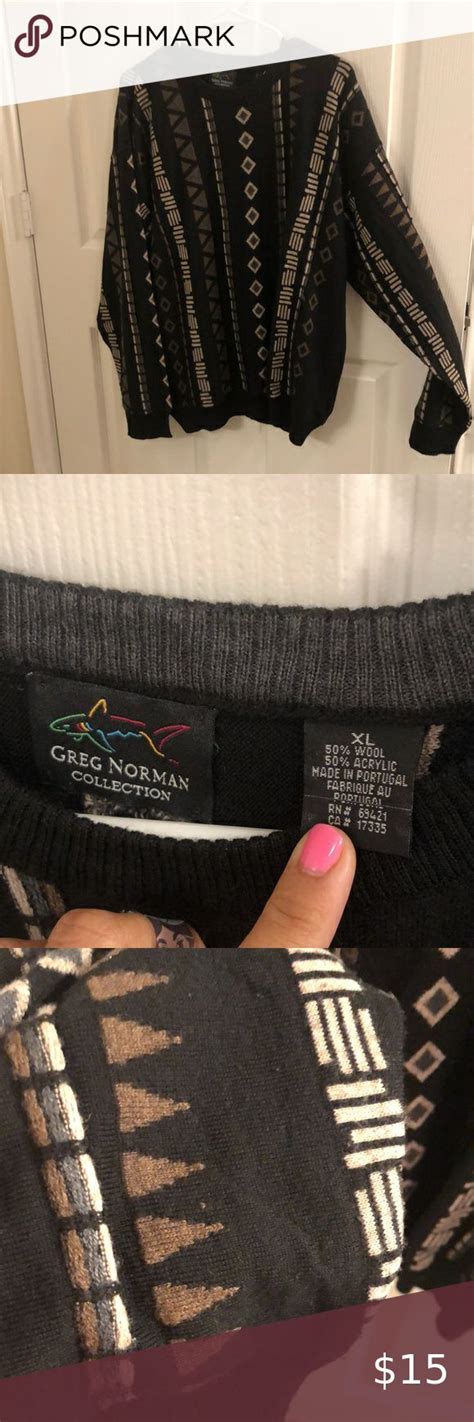 POSHMARK
GREG NORMAN
COLLECTION
XL
50% WOOL
50% ACRYLIC
MADE IN PORTUGAL
FABRIQUE AU
PORTUGAL
RN# 69421
CA# 17335
$15